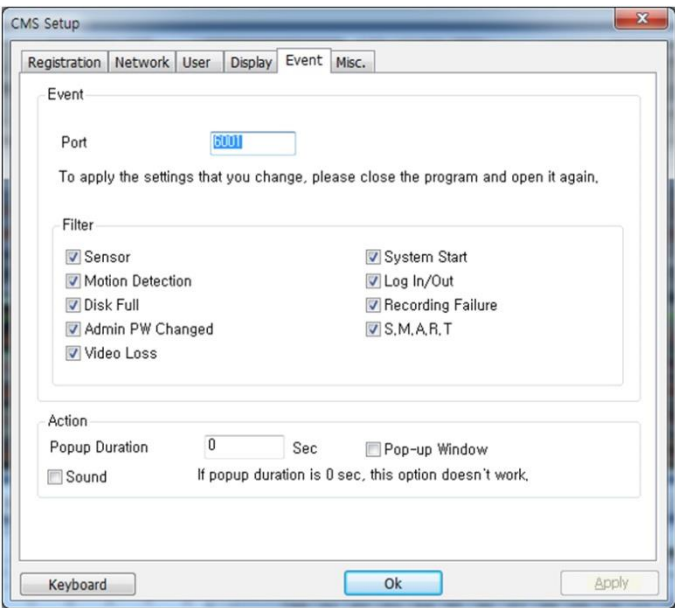 CMS Setup
Registration Network User Display Event Misc.
Event
Port 6001
To apply the settings that you change, please close the program and open it again.
Filter
Sensor System Start
Motion Detection Log In/Out
Disk Full Recording Failure
Admin PW Changed S.M.A.R.T
Video Loss
Action
Popup Duration 0 Sec Pop-up Window
Sound If popup duration is 0 sec, this option doesn't work.
Keyboard Ok Apply